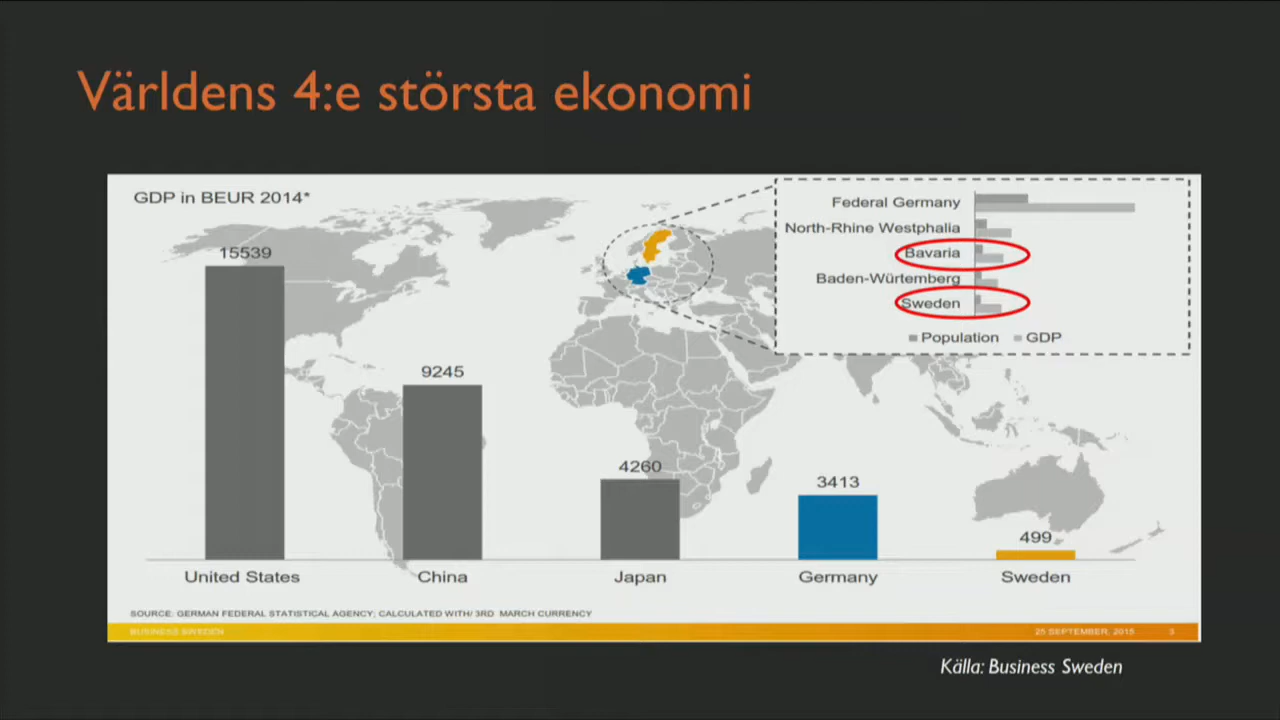 Världens 4:e största ekonomi
GDP in BEUR 2014*
15539
9245
4260
3413
499
United States
China
Japan
Germany
Sweden
Federal Germany
North-Rhine Westphalia
Bavaria
Baden-Würtemberg
Sweden
Population
GDP
SOURCE: GERMAN FEDERAL STATISTICAL AGENCY; CALCULATED WITH/ 3RD MARCH CURRENCY
BUSINESS SWEDEN
25 SEPTEMBER, 2015 3
Källa: Business Sweden